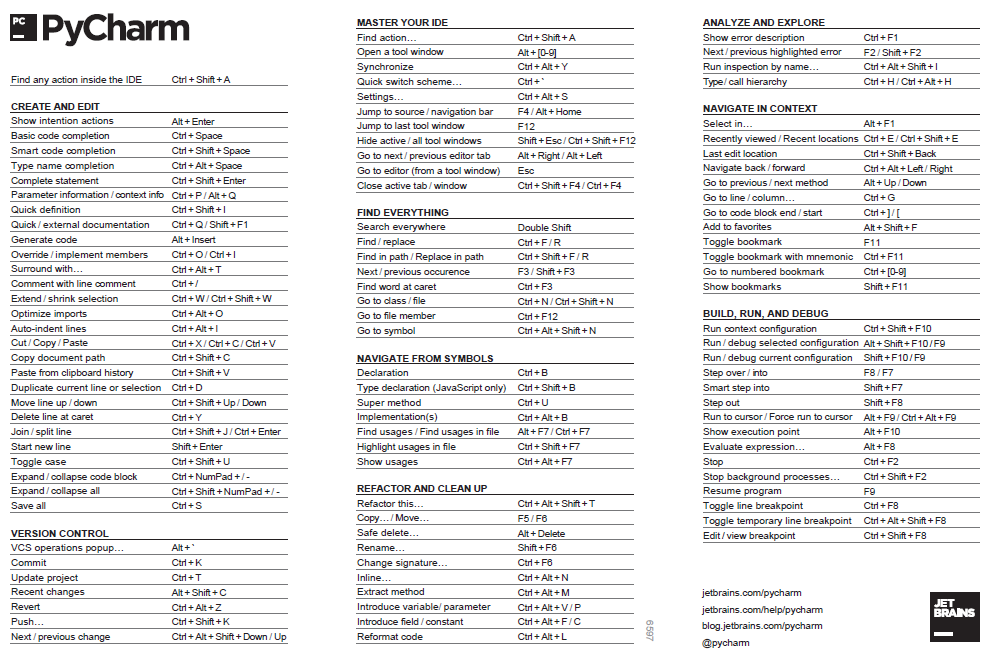 PC PyCharm
Find any action inside the IDE Ctrl + Shift + A
CREATE AND EDIT
Show intention actions Alt + Enter
Basic code completion Ctrl + Space
Smart code completion Ctrl + Shift + Space
Type name completion Ctrl + Alt + Space
Complete statement Ctrl + Shift + Enter
Parameter information / context info Ctrl + P / Alt + Q
Quick definition Ctrl + Shift + I
Quick / external documentation Ctrl + Q / Shift + F1
Generate code Alt + Insert
Override / implement members Ctrl + O / Ctrl + I
Surround with… Ctrl + Alt + T
Comment with line comment Ctrl + /
Extend / shrink selection Ctrl + W / Ctrl + Shift + W
Optimize imports Ctrl + Alt + O
Auto-indent lines Ctrl + Alt + I
Cut / Copy / Paste Ctrl + X / Ctrl + C / Ctrl + V
Copy document path Ctrl + Shift + C
Paste from clipboard history Ctrl + Shift + V
Duplicate current line or selection Ctrl + D
Move line up / down Ctrl + Shift + Up / Down
Delete line at caret Ctrl + Y
Join / split line Ctrl + Shift + J / Ctrl + Enter
Start new line Shift + Enter
Toggle case Ctrl + Shift + U
Expand / collapse code block Ctrl + NumPad + / -
Expand / collapse all Ctrl + Shift + NumPad + / -
Save all Ctrl + S
VERSION CONTROL
VCS operations popup… Alt + `
Commit Ctrl + K
Update project Ctrl + T
Recent changes Alt + Shift + C
Revert Ctrl + Alt + Z
Push… Ctrl + Shift + K
Next / previous change Ctrl + Alt + Shift + Down / Up
MASTER YOUR IDE
Find action… Ctrl + Shift + A
Open a tool window Alt + [0-9]
Synchronize Ctrl + Alt + Y
Quick switch scheme… Ctrl + `
Settings… Ctrl + Alt + S
Jump to source / navigation bar F4 / Alt + Home
Jump to last tool window F12
Hide active / all tool windows Shift + Esc / Ctrl + Shift + F12
Go to next / previous editor tab Alt + Right / Alt + Left
Go to editor (from a tool window) Esc
Close active tab / window Ctrl + Shift + F4 / Ctrl + F4
FIND EVERYTHING
Search everywhere Double Shift
Find / replace Ctrl + F / R
Find in path / Replace in path Ctrl + Shift + F / R
Next / previous occurence F3 / Shift + F3
Find word at caret Ctrl + F3
Go to class / file Ctrl + N / Ctrl + Shift + N
Go to file member Ctrl + F12
Go to symbol Ctrl + Alt + Shift + N
NAVIGATE FROM SYMBOLS
Declaration Ctrl + B
Type declaration (JavaScript only) Ctrl + Shift + B
Super method Ctrl + U
Implementation(s) Ctrl + Alt + B
Find usages / Find usages in file Alt + F7 / Ctrl + F7
Highlight usages in file Ctrl + Shift + F7
Show usages Ctrl + Alt + F7
REFACTOR AND CLEAN UP
Refactor this… Ctrl + Alt + Shift + T
Copy… / Move… F5 / F6
Safe delete… Alt + Delete
Rename… Shift + F6
Change signature… Ctrl + F6
Inline… Ctrl + Alt + N
Extract method Ctrl + Alt + M
Introduce variable/ parameter Ctrl + Alt + V / P
Introduce field / constant Ctrl + Alt + F / C
Reformat code Ctrl + Alt + L
6597
ANALYZE AND EXPLORE
Show error description Ctrl + F1
Next / previous highlighted error F2 / Shift + F2
Run inspection by name… Ctrl + Alt + Shift + I
Type/ call hierarchy Ctrl + H / Ctrl + Alt + H
NAVIGATE IN CONTEXT
Select in… Alt + F1
Recently viewed / Recent locations Ctrl + E / Ctrl + Shift + E
Last edit location Ctrl + Shift + Back
Navigate back / forward Ctrl + Alt + Left / Right
Go to previous / next method Alt + Up / Down
Go to line / column… Ctrl + G
Go to code block end / start Ctrl + ] / [
Add to favorites Alt + Shift + F
Toggle bookmark F11
Toggle bookmark with mnemonic Ctrl + F11
Go to numbered bookmark Ctrl + [0-9]
Show bookmarks Shift + F11
BUILD, RUN, AND DEBUG
Run context configuration Ctrl + Shift + F10
Run / debug selected configuration Alt + Shift + F10 / F9
Run / debug current configuration Shift + F10 / F9
Step over / into F8 / F7
Smart step into Shift + F7
Step out Shift + F8
Run to cursor / Force run to cursor Alt + F9 / Ctrl + Alt + F9
Show execution point Alt + F10
Evaluate expression… Alt + F8
Stop Ctrl + F2
Stop background processes… Ctrl + Shift + F2
Resume program F9
Toggle line breakpoint Ctrl + F8
Toggle temporary line breakpoint Ctrl + Alt + Shift + F8
Edit / view breakpoint Ctrl + Shift + F8
jetbrains.com/pycharm
jetbrains.com/help/pycharm
blog.jetbrains.com/pycharm
@pycharm
JET
BRAINS